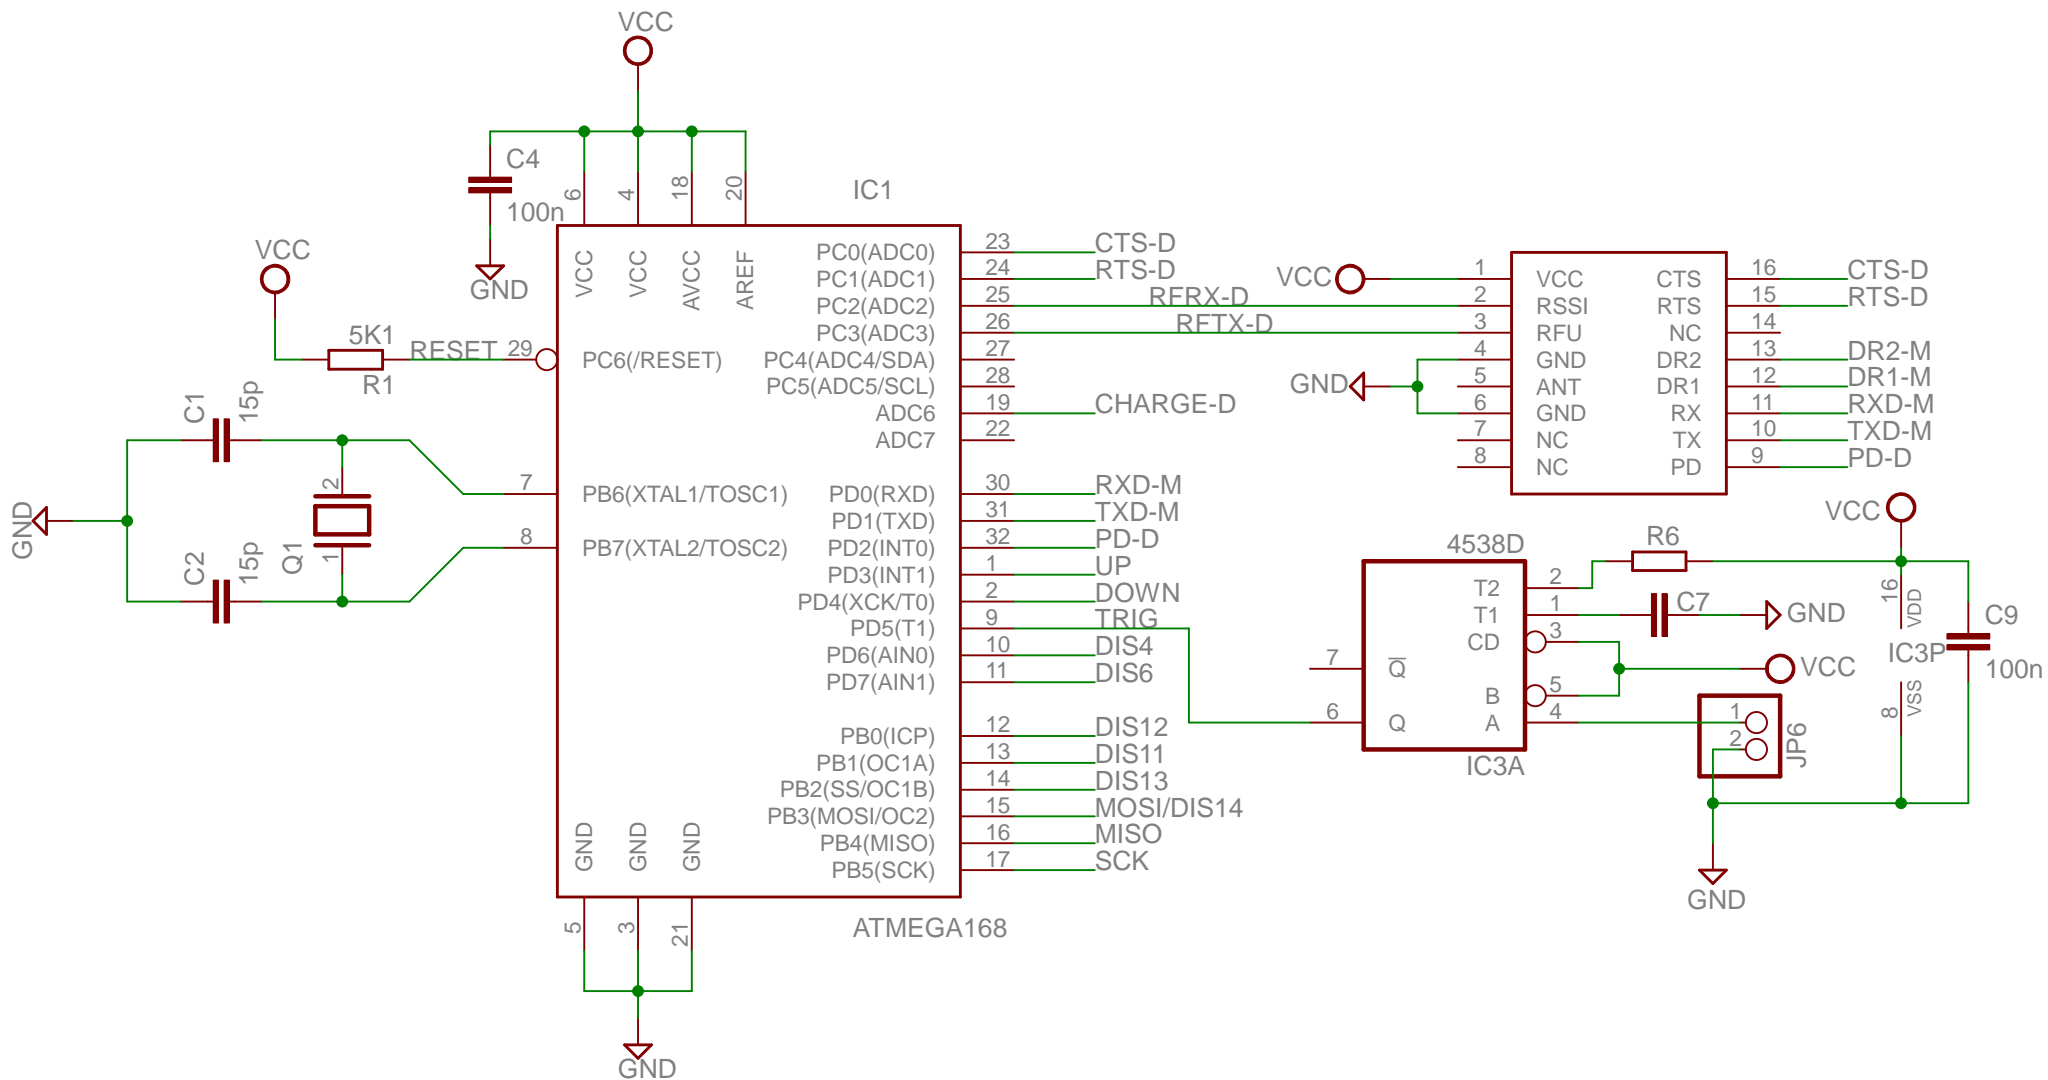 VCC
C4
100n
GND
6
4
18
20
IC1
VCC
5K1
R1
RESET
29
VCC
VCC
AVCC
AREF
PC6(/RESET)
PB6(XTAL1/TOSC1)
PB7(XTAL2/TOSC2)
7
8
C1
15p
C2
15p
Q1
2
1
GND
PC0(ADC0) 23 CTS-D
PC1(ADC1) 24 RTS-D
PC2(ADC2) 25 RFRX-D
PC3(ADC3) 26 RFTX-D
PC4(ADC4/SDA) 27
PC5(ADC5/SCL) 28
ADC6 19 CHARGE-D
ADC7 22
PD0(RXD) 30 RXD-M
PD1(TXD) 31 TXD-M
PD2(INT0) 32 PD-D
PD3(INT1) 1 UP
PD4(XCK/T0) 2 DOWN
PD5(T1) 9 TRIG
PD6(AIN0) 10 DIS4
PD7(AIN1) 11 DIS6
PB0(ICP) 12 DIS12
PB1(OC1A) 13 DIS11
PB2(SS/OC1B) 14 DIS13
PB3(MOSI/OC2) 15 MOSI/DIS14
PB4(MISO) 16 MISO
PB5(SCK) 17 SCK
GND
GND
GND
5
3
21
GND
ATMEGA168
VCC 1 VCC CTS 16 CTS-D
2 RSSI RTS 15 RTS-D
3 RFU NC 14
4 GND DR2 13 DR2-M
GND 5 ANT DR1 12 DR1-M
6 GND RX 11 RXD-M
7 NC TX 10 TXD-M
8 NC PD 9 PD-D
4538D
T2 2 R6
T1 1 C7 GND
CD 3
7 Q
B 5
6 Q A 4
IC3A
VCC
VCC
16
VDD
IC3P
8
VSS
C9
100n
1
2
JP6
GND